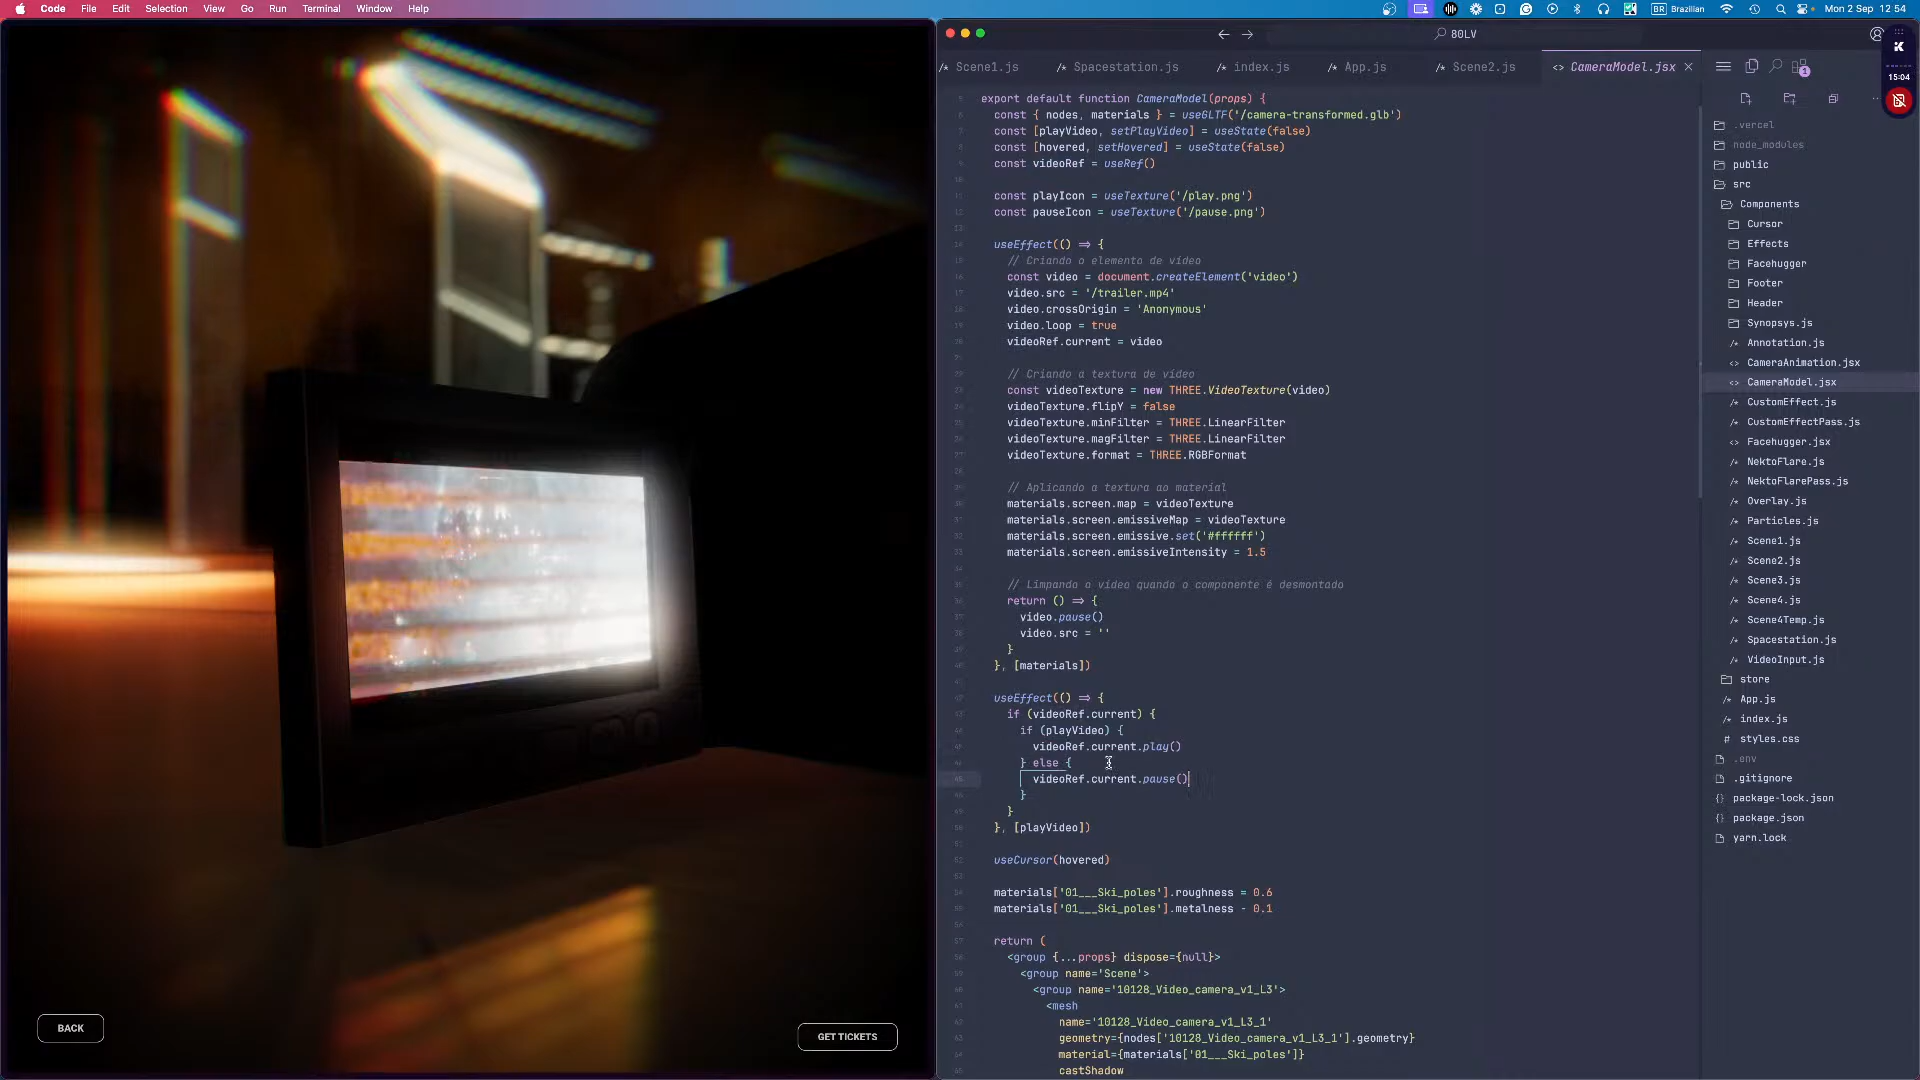 Code File Edit Selection View Go Run Terminal Window Help
BR Brazilian Mon 2 Sep 12 54
80LV
Scene1.js Spacestation.js index.js App.js Scene2.js CameraModel.jsx
1
K
15:04
export default function CameraModel(props) {
const { nodes, materials } = useGLTF('/camera-transformed.glb')
const [playVideo, setPlayVideo] = useState(false)
const [hovered, setHovered] = useState(false)
const videoRef = useRef()
const playIcon = useTexture('/play.png')
const pauseIcon = useTexture('/pause.png')
useEffect(() => {
// Criando o elemento de vídeo
const video = document.createElement('video')
video.src = '/trailer.mp4'
video.crossOrigin = 'Anonymous'
video.loop = true
videoRef.current = video
// Criando a textura de vídeo
const videoTexture = new THREE.VideoTexture(video)
videoTexture.flipY = false
videoTexture.minFilter = THREE.LinearFilter
videoTexture.magFilter = THREE.LinearFilter
videoTexture.format = THREE.RGBFormat
// Aplicando a textura ao material
materials.screen.map = videoTexture
materials.screen.emissiveMap = videoTexture
materials.screen.emissive.set('#ffffff')
materials.screen.emissiveIntensity = 1.5
// Limpando o vídeo quando o componente é desmontado
return () => {
video.pause()
video.src = ''
}
}, [materials])
useEffect(() => {
if (videoRef.current) {
if (playVideo) {
videoRef.current.play()
} else {
videoRef.current.pause()
}
}
}, [playVideo])
useCursor(hovered)
materials['01___Ski_poles'].roughness = 0.6
materials['01___Ski_poles'].metalness - 0.1
return (
<group {...props} dispose={null}>
<group name='Scene'>
<group name='10128_Video_camera_v1_L3'>
<mesh
name='10128_Video_camera_v1_L3_1'
geometry={nodes['10128_Video_camera_v1_L3_1'].geometry}
material={materials['01___Ski_poles']}
castShadow
.vercel
node_modules
public
src
Components
Cursor
Effects
Facehugger
Footer
Header
Synopsys.js
Annotation.js
CameraAnimation.jsx
CameraModel.jsx
CustomEffect.js
CustomEffectPass.js
Facehugger.jsx
NektoFlare.js
NektoFlarePass.js
Overlay.js
Particles.js
Scene1.js
Scene2.js
Scene3.js
Scene4.js
Scene4Temp.js
Spacestation.js
VideoInput.js
store
App.js
index.js
styles.css
.env
.gitignore
package-lock.json
package.json
yarn.lock
BACK
GET TICKETS